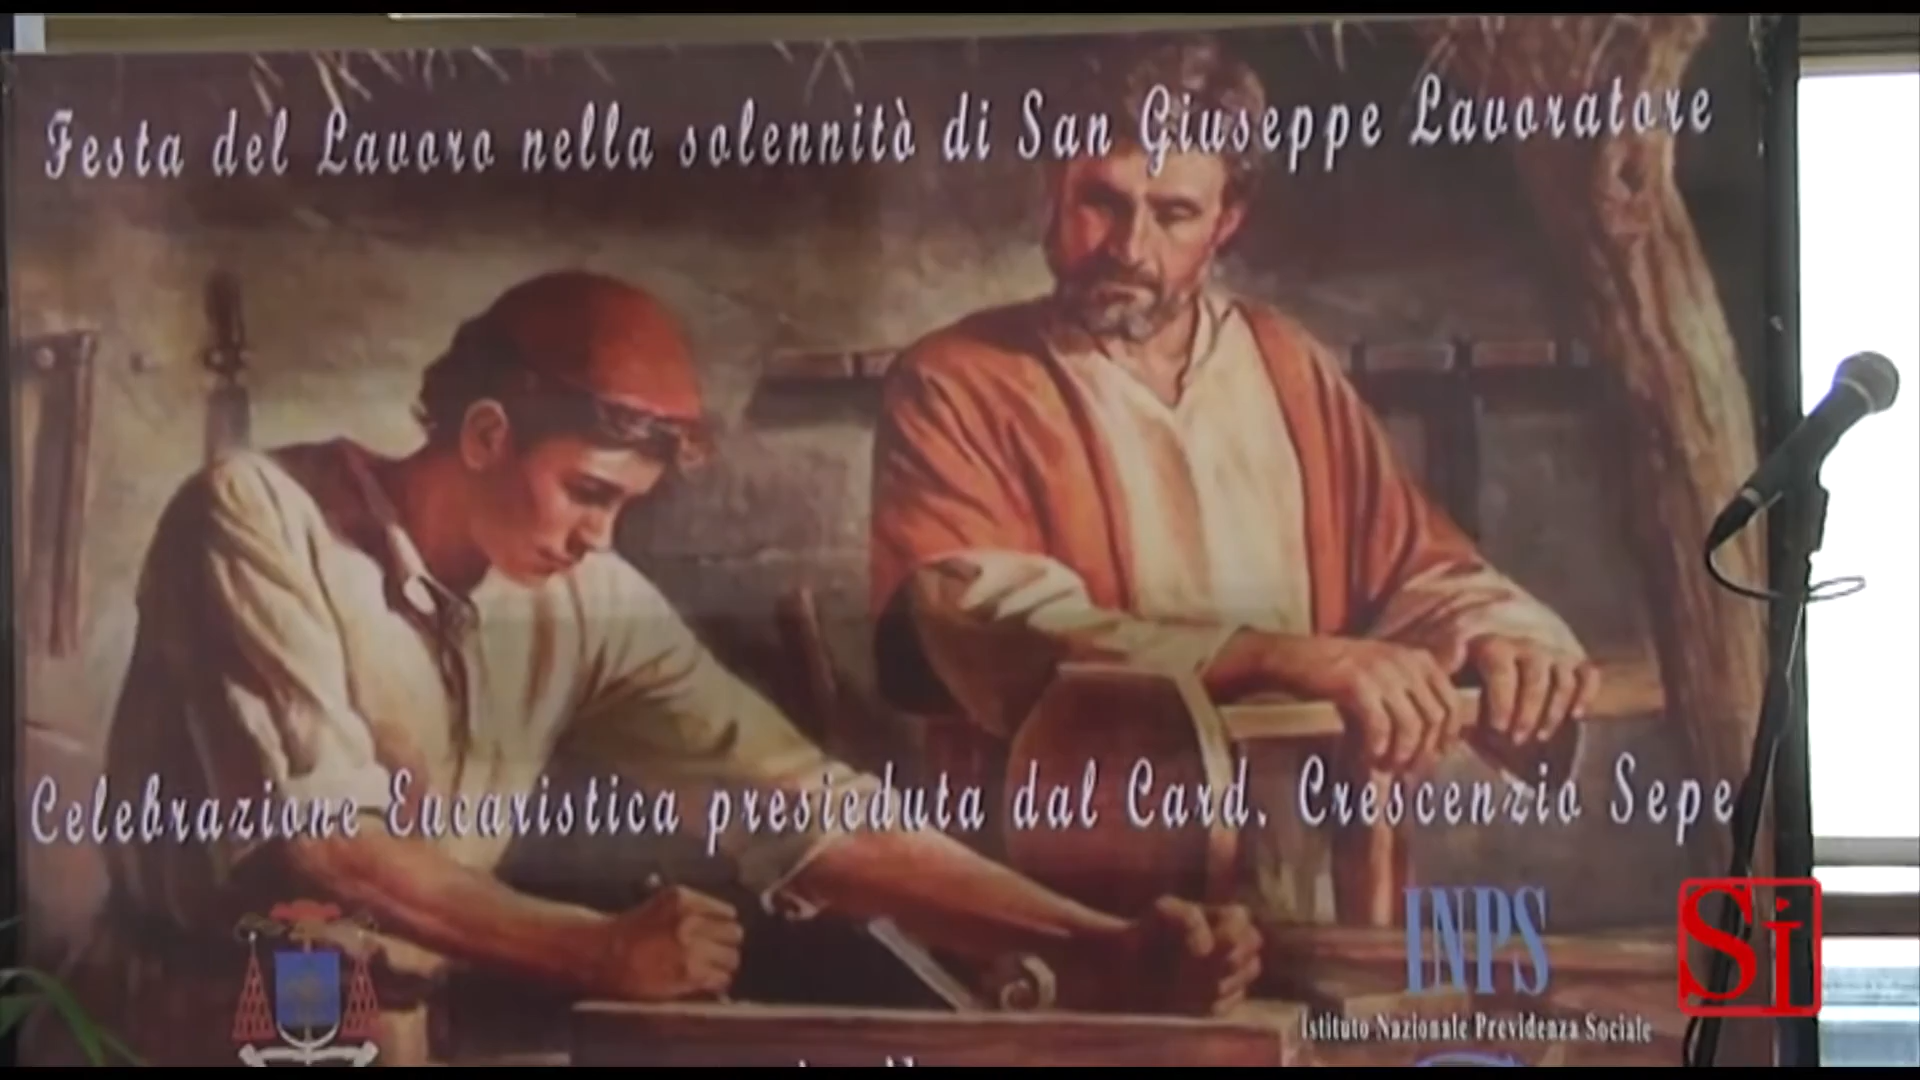 Festa del Lavoro nella solennità di San Giuseppe Lavoratore
Celebrazione Eucaristica presieduta dal Card. Crescenzio Sepe
INPS
Istituto Nazionale Previdenza Sociale
Sì